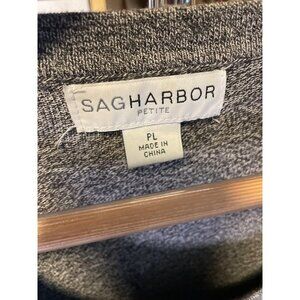 SAGHARBOR
PETITE
PL
MADE IN
CHINA